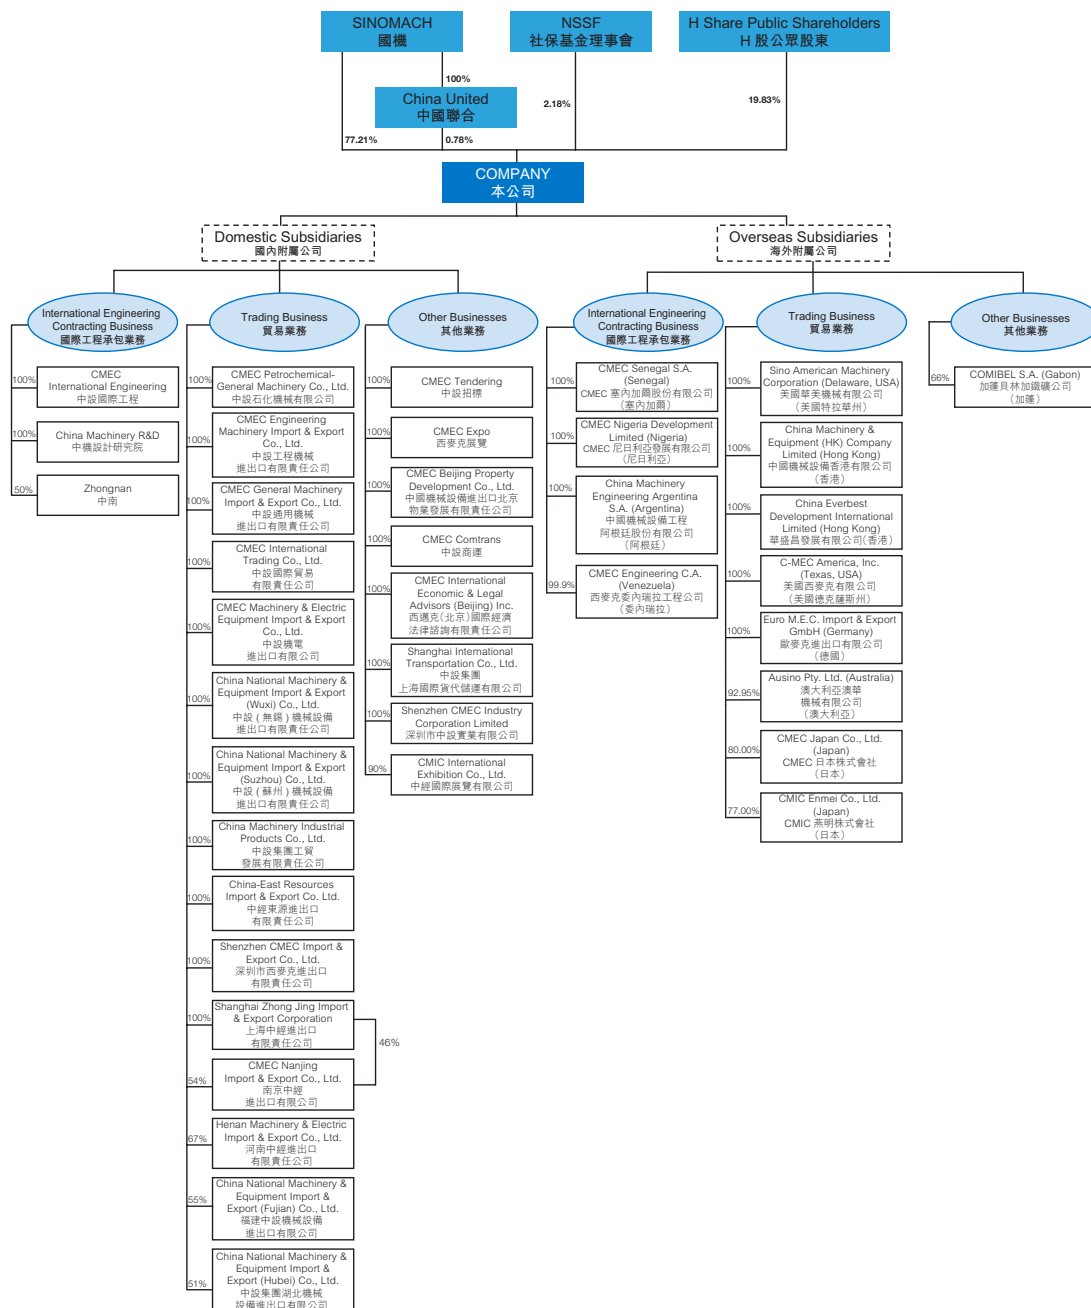 SINOMACH
國機
NSSF
社保基金理事會
H Share Public Shareholders
H 股公眾股東
100%
China United
中國聯合
2.18%
19.83%
77.21%
0.78%
COMPANY
本公司
Domestic Subsidiaries
國內附屬公司
Overseas Subsidiaries
海外附屬公司
International Engineering
Contracting Business
國際工程承包業務
100%
CMEC
International Engineering
中設國際工程
100%
China Machinery R&D
中機設計研究院
50%
Zhongnan
中南
Trading Business
貿易業務
100%
CMEC Petrochemical-
General Machinery Co., Ltd.
中設石化機械有限公司
100%
CMEC Engineering
Machinery Import & Export
Co., Ltd.
中設工程機械
進出口有限責任公司
100%
CMEC General Machinery
Import & Export Co., Ltd.
中設通用機械
進出口有限責任公司
100%
CMEC International
Trading Co., Ltd.
中設國際貿易
有限責任公司
100%
CMEC Machinery & Electric
Equipment Import & Export
Co., Ltd.
中設機電
進出口有限公司
100%
China National Machinery &
Equipment Import & Export
(Wuxi) Co., Ltd.
中設 ( 無錫 ) 機械設備
進出口有限責任公司
100%
China National Machinery &
Equipment Import & Export
(Suzhou) Co., Ltd.
中設 ( 蘇州 ) 機械設備
進出口有限責任公司
100%
China Machinery Industrial
Products Co., Ltd.
中設集團工貿
發展有限責任公司
100%
China-East Resources
Import & Export Co. Ltd.
中經東源進出口
有限責任公司
100%
Shenzhen CMEC Import &
Export Co., Ltd.
深圳市西麥克進出口
有限責任公司
100%
Shanghai Zhong Jing Import
& Export Corporation
上海中經進出口
有限責任公司
46%
54%
CMEC Nanjing
Import & Export Co., Ltd.
南京中經
進出口有限公司
67%
Henan Machinery & Electric
Import & Export Co., Ltd.
河南中經進出口
有限責任公司
55%
China National Machinery &
Equipment Import &
Export (Fujian) Co., Ltd.
福建中設機械設備
進出口有限公司
51%
China National Machinery &
Equipment Import &
Export (Hubei) Co., Ltd.
中設集團湖北機械
設備進出口有限公司
Other Businesses
其他業務
100%
CMEC Tendering
中設招標
100%
CMEC Expo
西麥克展覽
100%
CMEC Beijing Property
Development Co., Ltd.
中國機械設備進出口北京
物業發展有限責任公司
100%
CMEC Comtrans
中設商運
100%
CMEC International
Economic & Legal
Advisors (Beijing) Inc.
西邁克(北京)國際經濟
法律諮詢有限責任公司
100%
Shanghai International
Transportation Co., Ltd.
中設集團
上海國際貨代儲運有限公司
100%
Shenzhen CMEC Industry
Corporation Limited
深圳市中設實業有限公司
90%
CMIC International
Exhibition Co., Ltd.
中經國際展覽有限公司
International Engineering
Contracting Business
國際工程承包業務
100%
CMEC Senegal S.A.
(Senegal)
CMEC 塞內加爾股份有限公司
(塞內加爾)
100%
CMEC Nigeria Development
Limited (Nigeria)
CMEC 尼日利亞發展有限公司
(尼日利亞)
100%
China Machinery
Engineering Argentina
S.A. (Argentina)
中國機械設備工程
阿根廷股份有限公司
(阿根廷)
99.9%
CMEC Engineering C.A.
(Venezuela)
西麥克委內瑞拉工程公司
(委內瑞拉)
Trading Business
貿易業務
100%
Sino American Machinery
Corporation (Delaware, USA)
美國華美機械有限公司
(美國特拉華州)
100%
China Machinery &
Equipment (HK) Company
Limited (Hong Kong)
中國機械設備香港有限公司
(香港)
100%
China Everbest
Development International
Limited (Hong Kong)
華盛昌發展有限公司(香港)
100%
C-MEC America, Inc.
(Texas, USA)
美國西麥克有限公司
(美國德克薩斯州)
100%
Euro M.E.C. Import & Export
GmbH (Germany)
歐麥克進出口有限公司
(德國)
92.95%
Ausino Pty. Ltd. (Australia)
澳大利亞澳華
機械有限公司
(澳大利亞)
80.00%
CMEC Japan Co., Ltd.
(Japan)
CMEC 日本株式會社
(日本)
77.00%
CMIC Enmei Co., Ltd.
(Japan)
CMIC 燕明株式會社
(日本)
Other Businesses
其他業務
66%
COMIBEL S.A. (Gabon)
加蓬貝林加鐵礦公司
(加蓬)